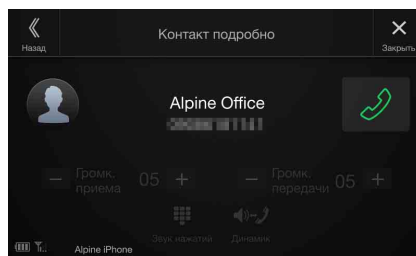 Контакт подробно
Назад
Закрыть
Alpine Office
Громк. приема
– 05 +
Громк. передачи
– 05 +
Звук нажатий
Динамик
Alpine iPhone